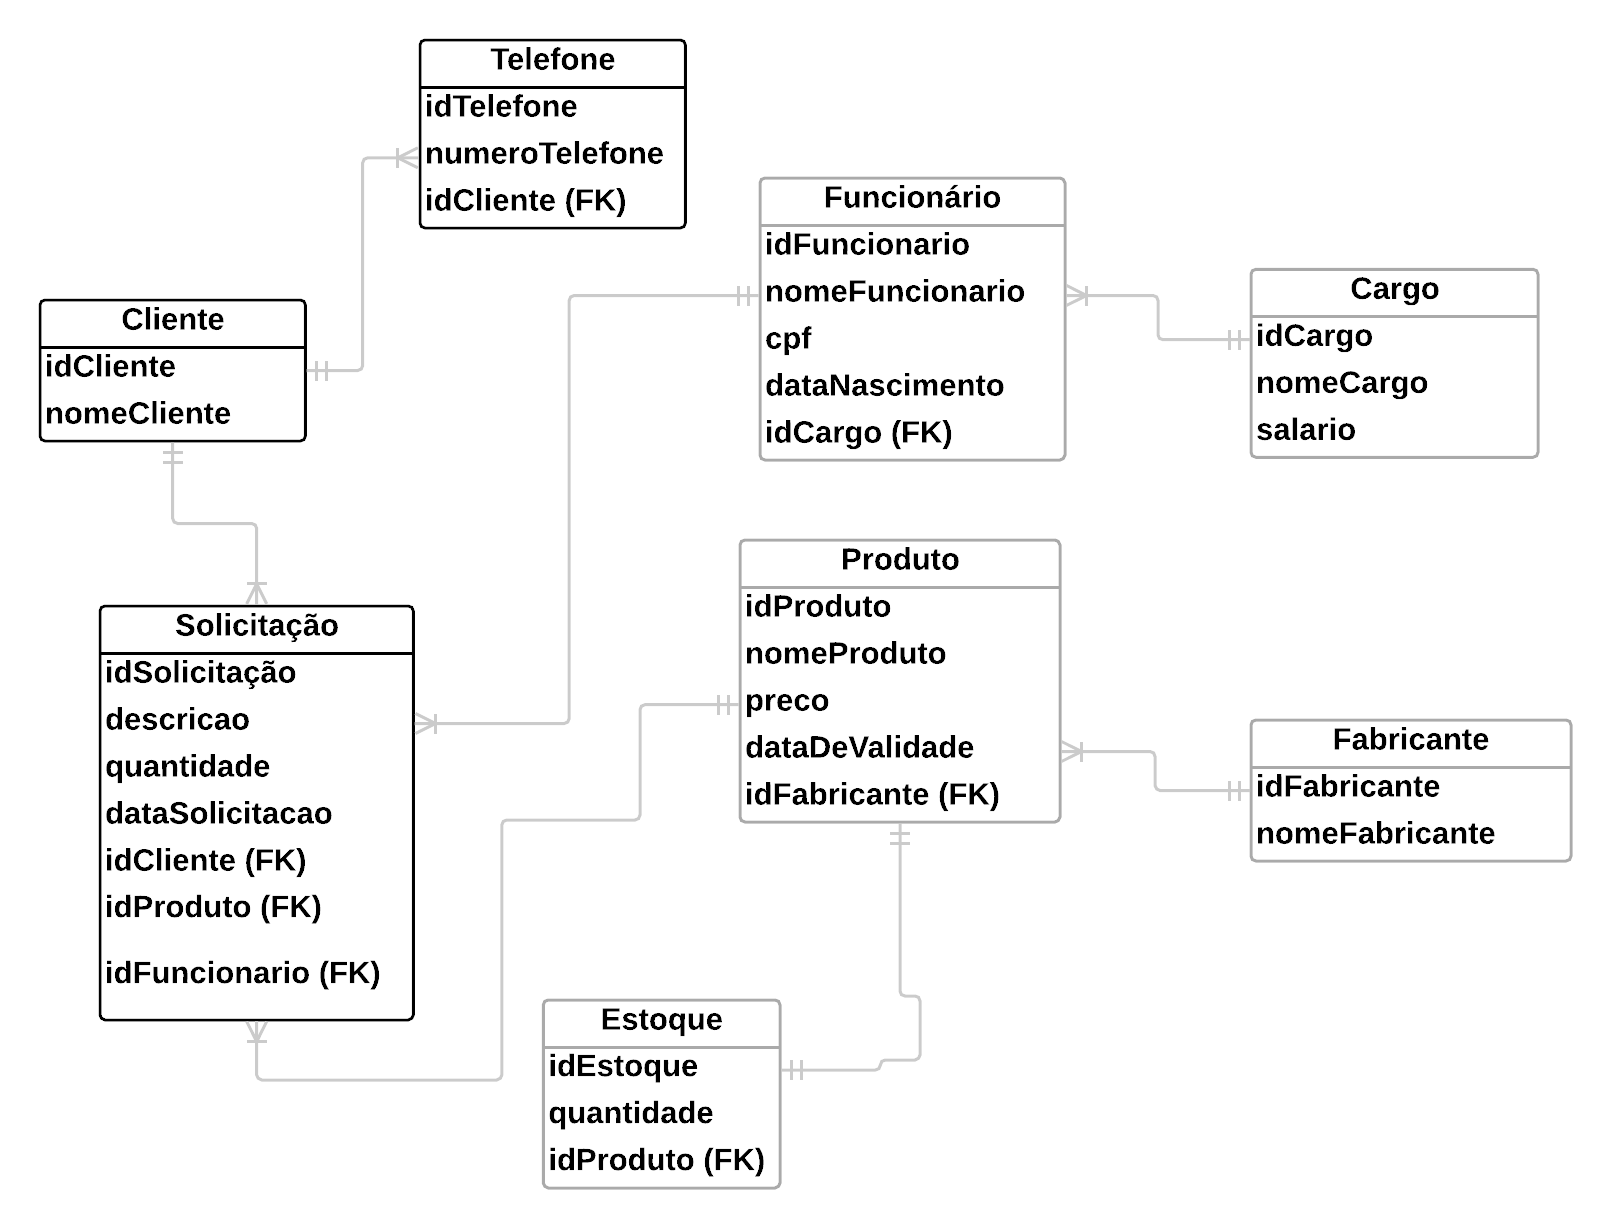 Telefone
idTelefone
numeroTelefone
idCliente (FK)
Funcionário
idFuncionario
nomeFuncionario
cpf
dataNascimento
idCargo (FK)
Cargo
idCargo
nomeCargo
salario
Cliente
idCliente
nomeCliente
Produto
idProduto
nomeProduto
preco
dataDeValidade
idFabricante (FK)
Solicitação
idSolicitação
descricao
quantidade
dataSolicitacao
idCliente (FK)
idProduto (FK)
idFuncionario (FK)
Fabricante
idFabricante
nomeFabricante
Estoque
idEstoque
quantidade
idProduto (FK)